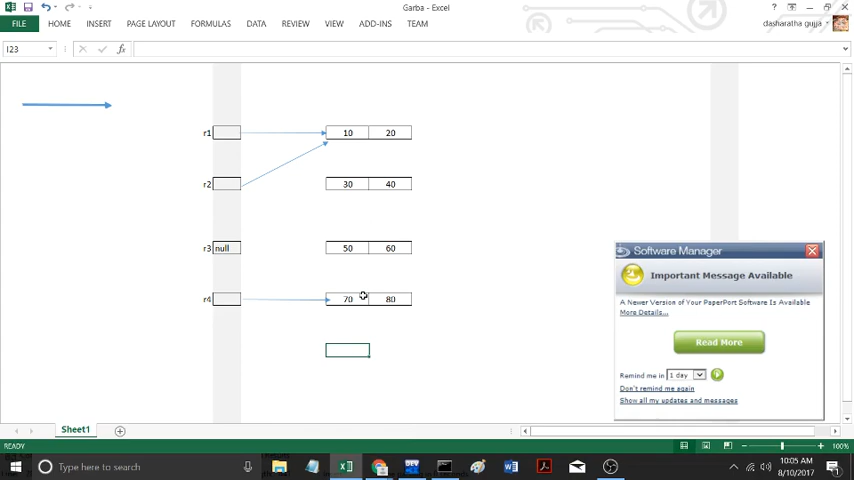 Garba - Excel
FILE HOME INSERT PAGE LAYOUT FORMULAS DATA REVIEW VIEW ADD-INS TEAM dasharatha gujja
I23
r1 10 20
r2 30 40
r3 null 50 60
r4 70 80
Software Manager
Important Message Available
A Newer Version of Your PaperPort Software Is Available
More Details...
Read More
Remind me in 1 day
Don't remind me again
Show all my updates and messages
Sheet1
READY 100%
Type here to search
10:05 AM
8/10/2017